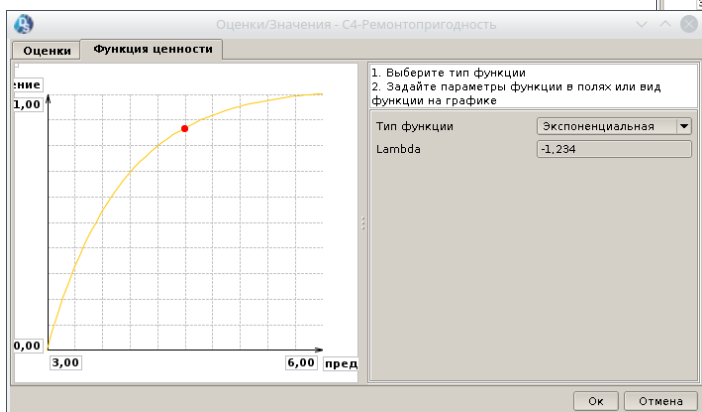 Оценки/Значения - С4-Ремонтопригодность
Оценки
Функция ценности
ение
1,00
0,00
3,00
6,00
пред
1. Выберите тип функции
2. Задайте параметры функции в полях или вид
функции на графике
Тип функции
Экспоненциальная
Lambda
-1,234
Ок
Отмена